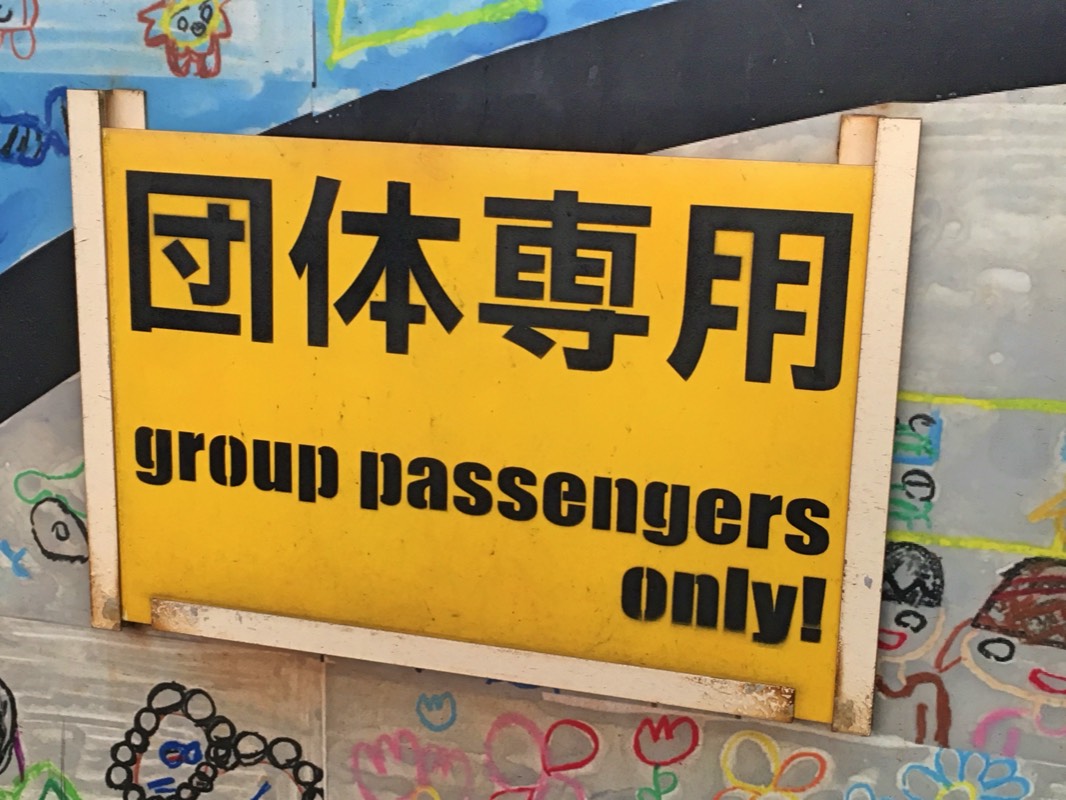 団体専用
group passengers
only!